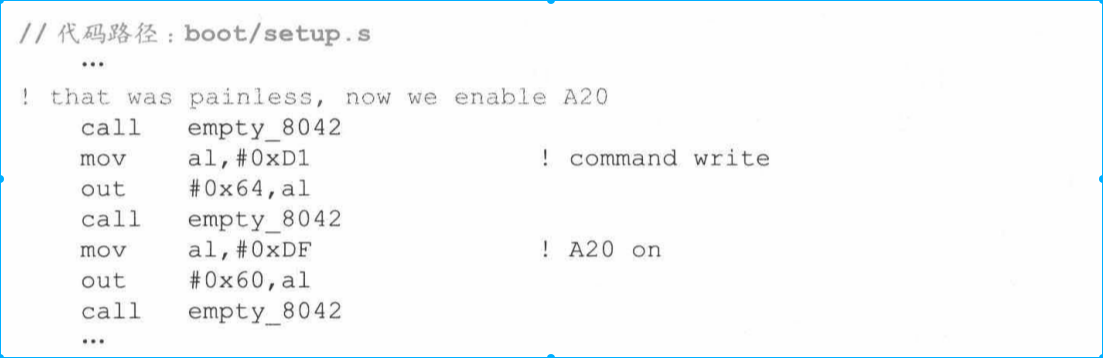 // 代码路径：boot/setup.s
...
! that was painless, now we enable A20
call empty_8042
mov al,#0xD1 ! command write
out #0x64,al
call empty_8042
mov al,#0xDF ! A20 on
out #0x60,al
call empty_8042
...